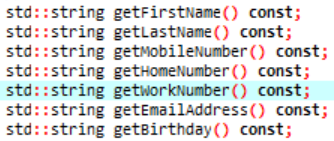 std::string getFirstName() const;
std::string getLastName() const;
std::string getMobileNumber() const;
std::string getHomeNumber() const;
std::string getWorkNumber() const;
std::string getEmailAddress() const;
std::string getBirthday() const;